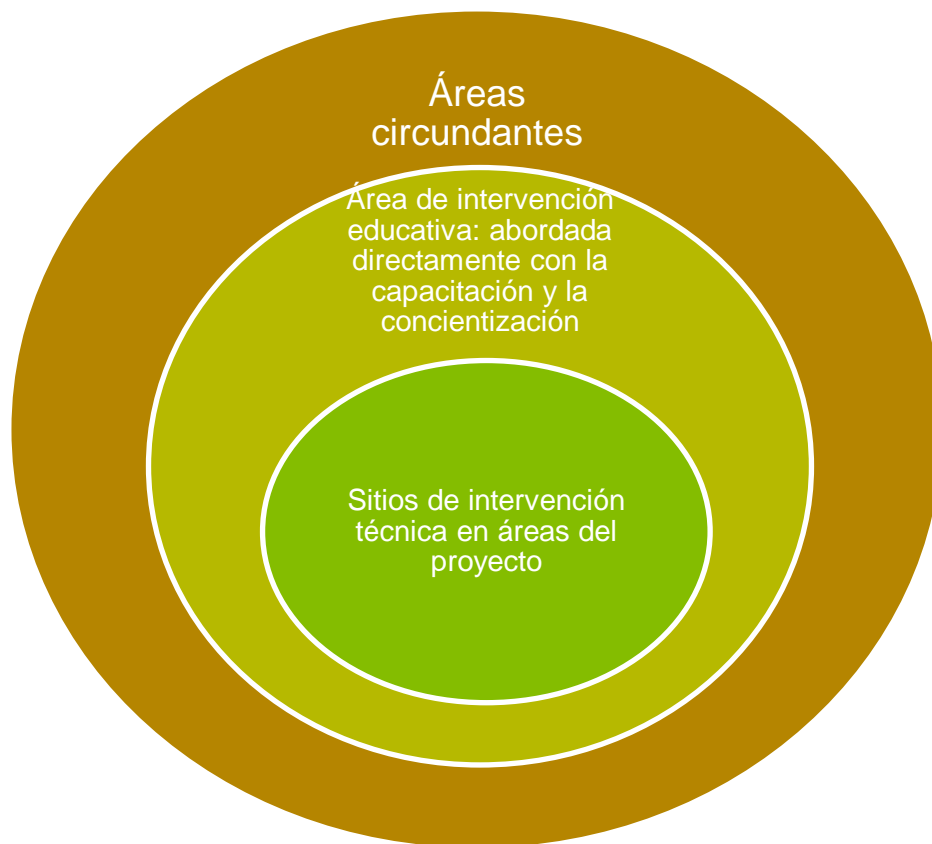 Áreas
circundantes
Área de intervención
educativa: abordada
directamente con la
capacitación y la
concientización
Sitios de intervención
técnica en áreas del
proyecto